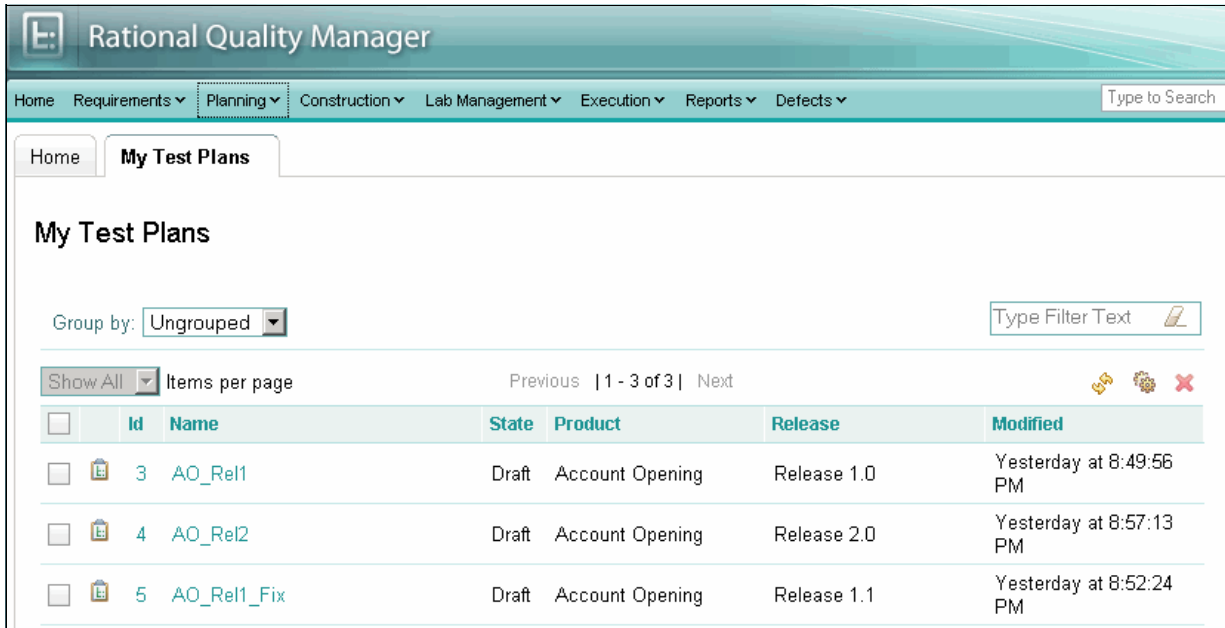 Rational Quality Manager
Home Requirements Planning Construction Lab Management Execution Reports Defects Type to Search
Home My Test Plans
My Test Plans
Group by: Ungrouped Type Filter Text
Show All Items per page Previous | 1 - 3 of 3 | Next
Id Name State Product Release Modified
3 AO_Rel1 Draft Account Opening Release 1.0 Yesterday at 8:49:56 PM
4 AO_Rel2 Draft Account Opening Release 2.0 Yesterday at 8:57:13 PM
5 AO_Rel1_Fix Draft Account Opening Release 1.1 Yesterday at 8:52:24 PM